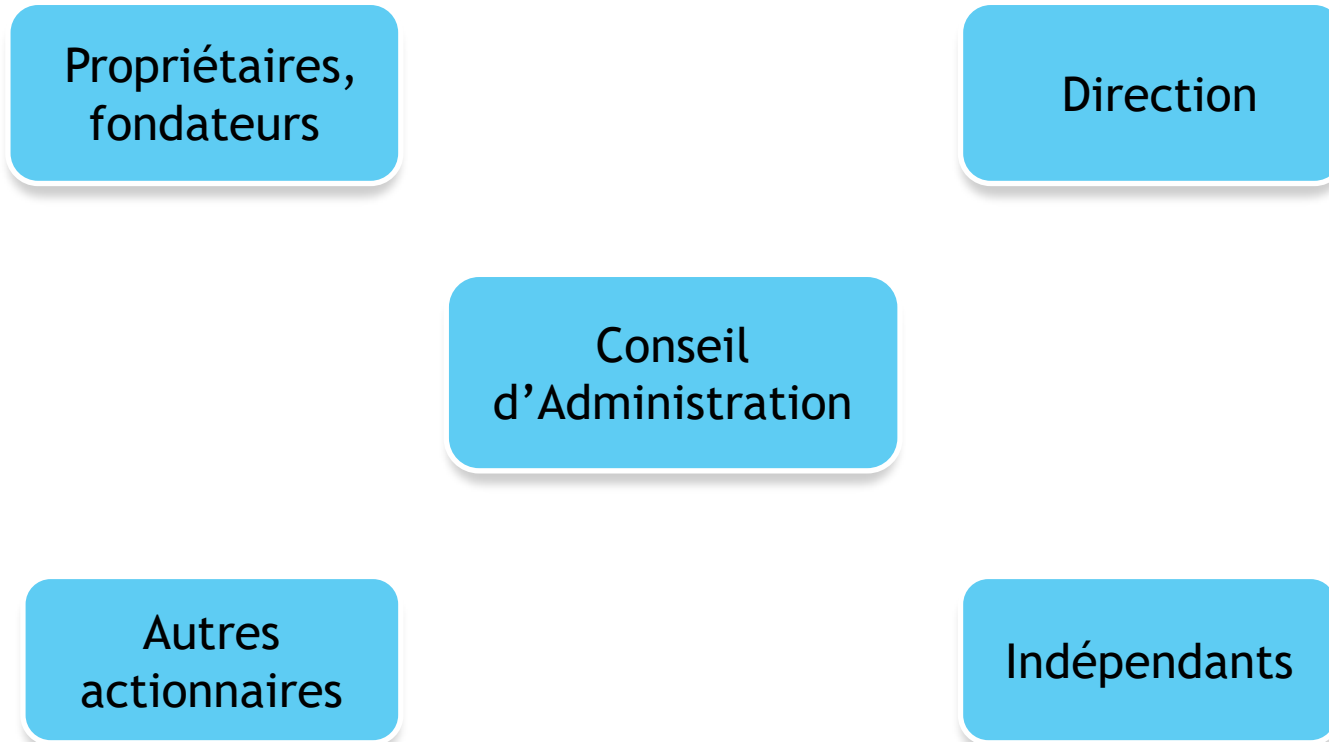 Propriétaires,
fondateurs
Direction
Conseil
d’Administration
Autres
actionnaires
Indépendants